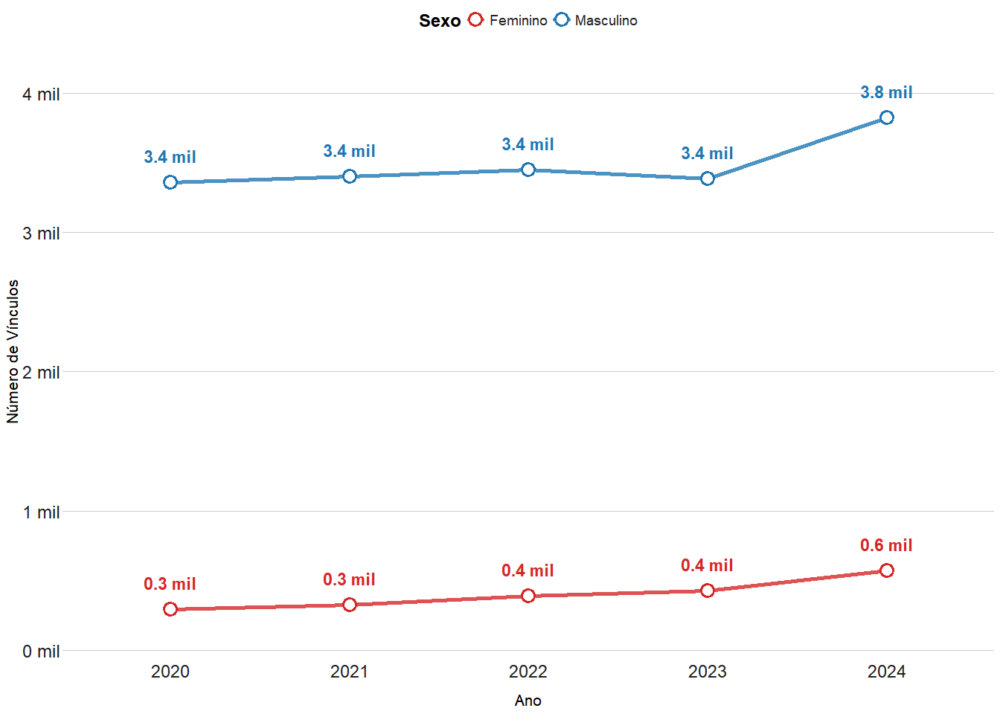 Sexo Feminino Masculino
4 mil
3 mil
2 mil
1 mil
0 mil
Número de Vínculos
3.4 mil 3.4 mil 3.4 mil 3.4 mil 3.8 mil
0.3 mil 0.3 mil 0.4 mil 0.4 mil 0.6 mil
2020 2021 2022 2023 2024
Ano